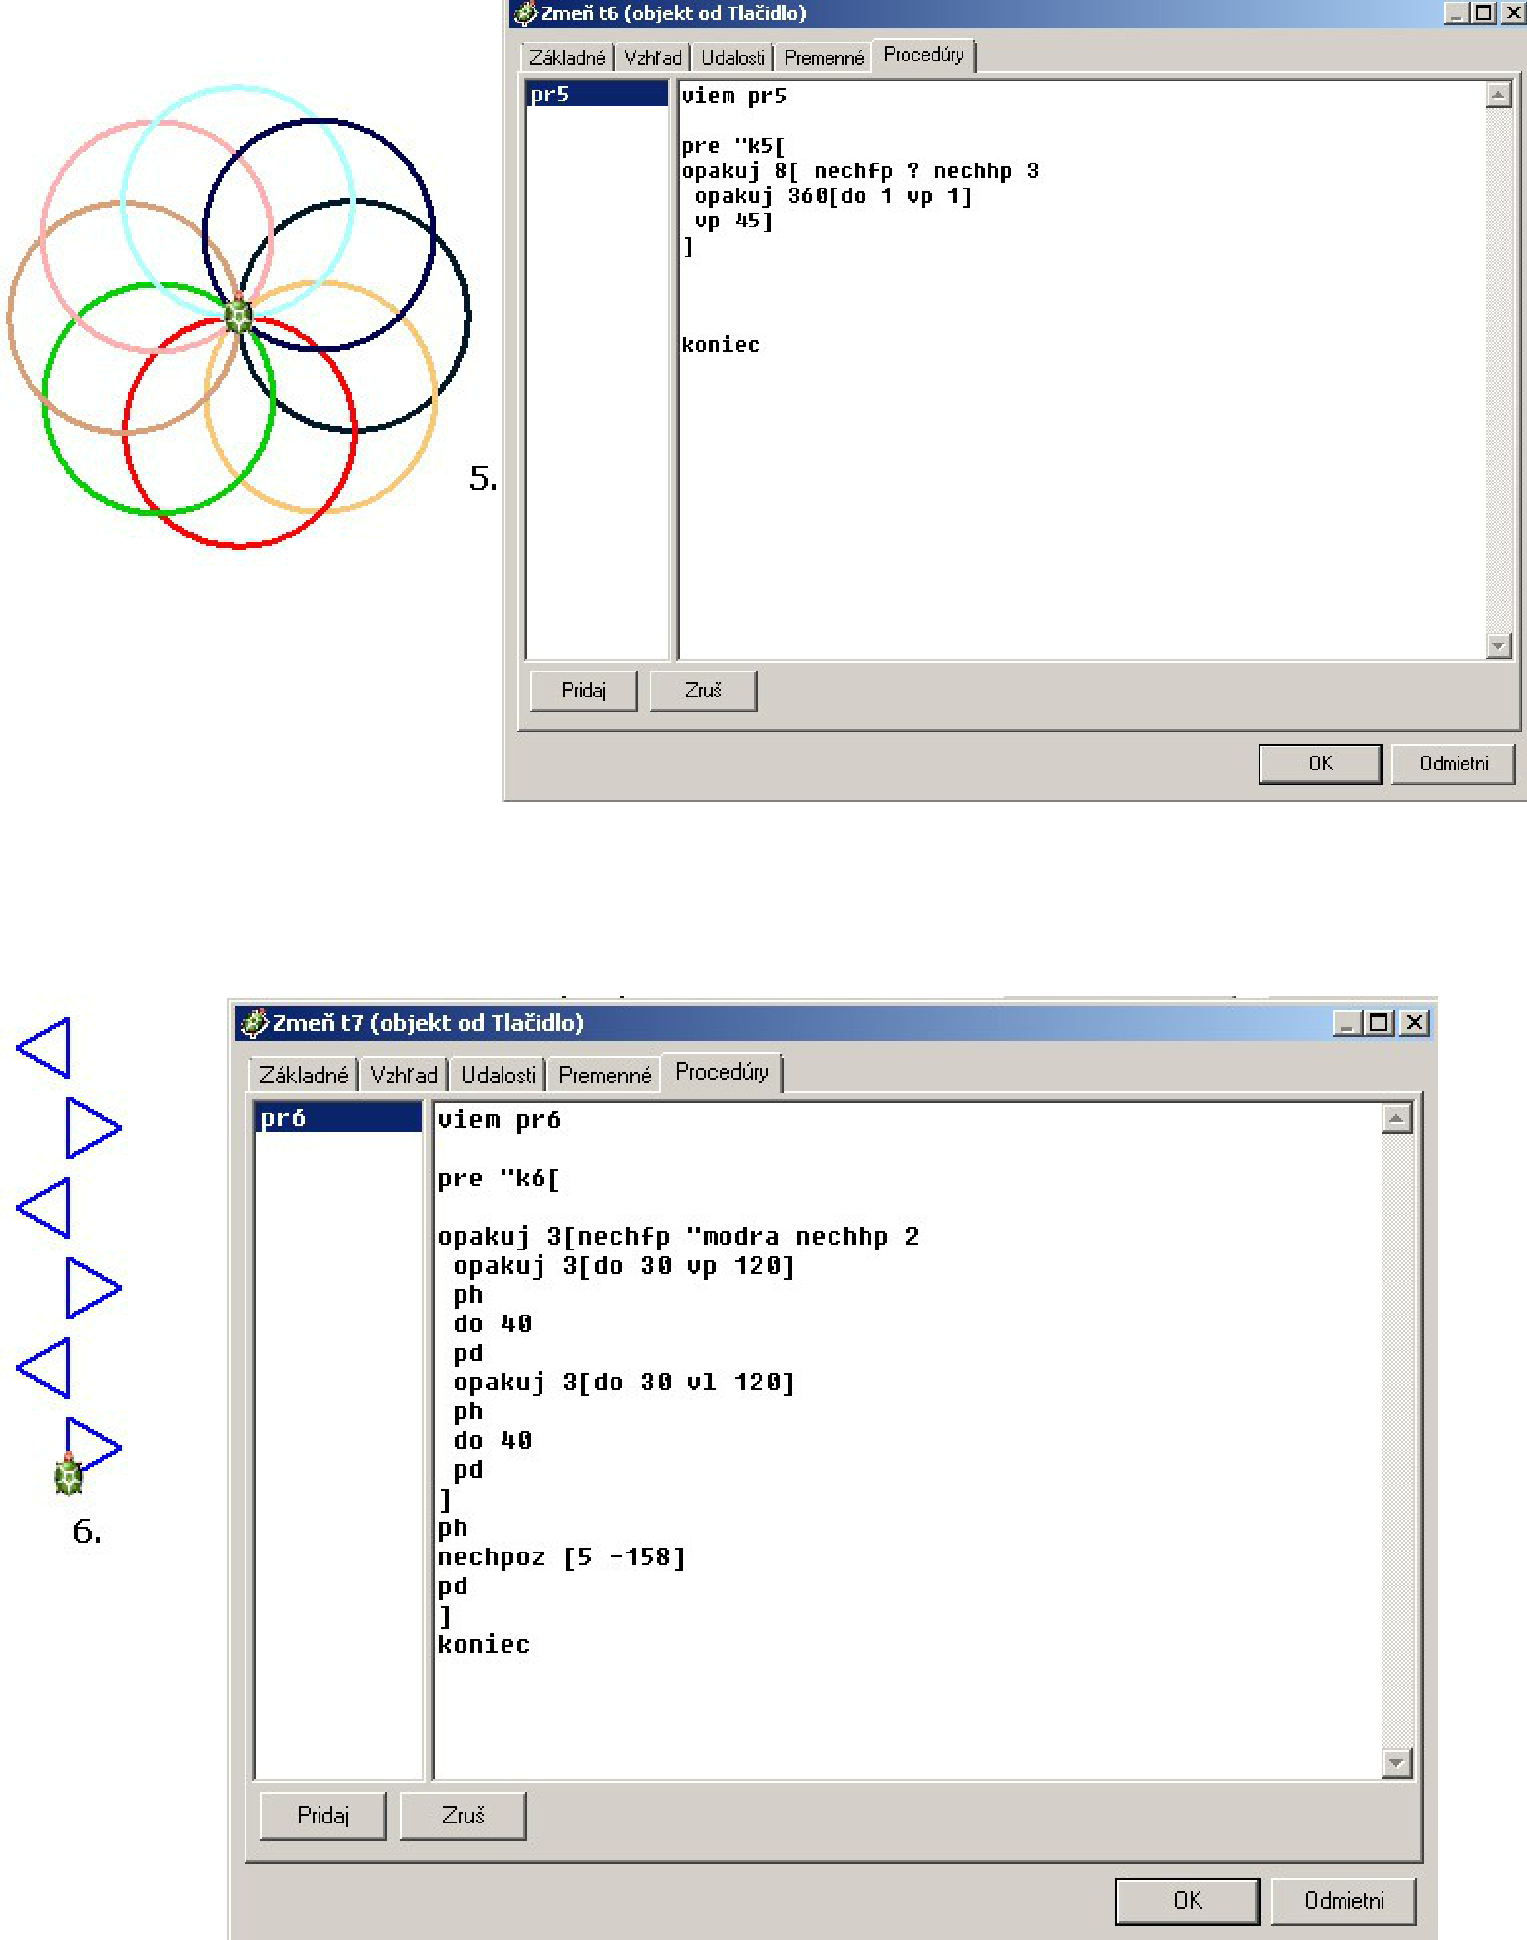 Zmeň t6 (objekt od Tlačidlo)
Základné Vzhľad Udalosti Premenné Procedúry
pr5
viem pr5
pre "k5[
opakuj 8[ nechfp ? nechhp 3
opakuj 360[do 1 vp 1]
vp 45]
]
koniec
5.
Pridaj Zruš
OK Odmietni
Zmeň t7 (objekt od Tlačidlo)
Základné Vzhľad Udalosti Premenné Procedúry
pr6
viem pr6
pre "k6[
opakuj 3[nechfp "modra nechhp 2
opakuj 3[do 30 vp 120]
ph
do 40
pd
opakuj 3[do 30 vl 120]
ph
do 40
pd
]
ph
nechpoz [5 -158]
pd
]
koniec
6.
Pridaj Zruš
OK Odmietni